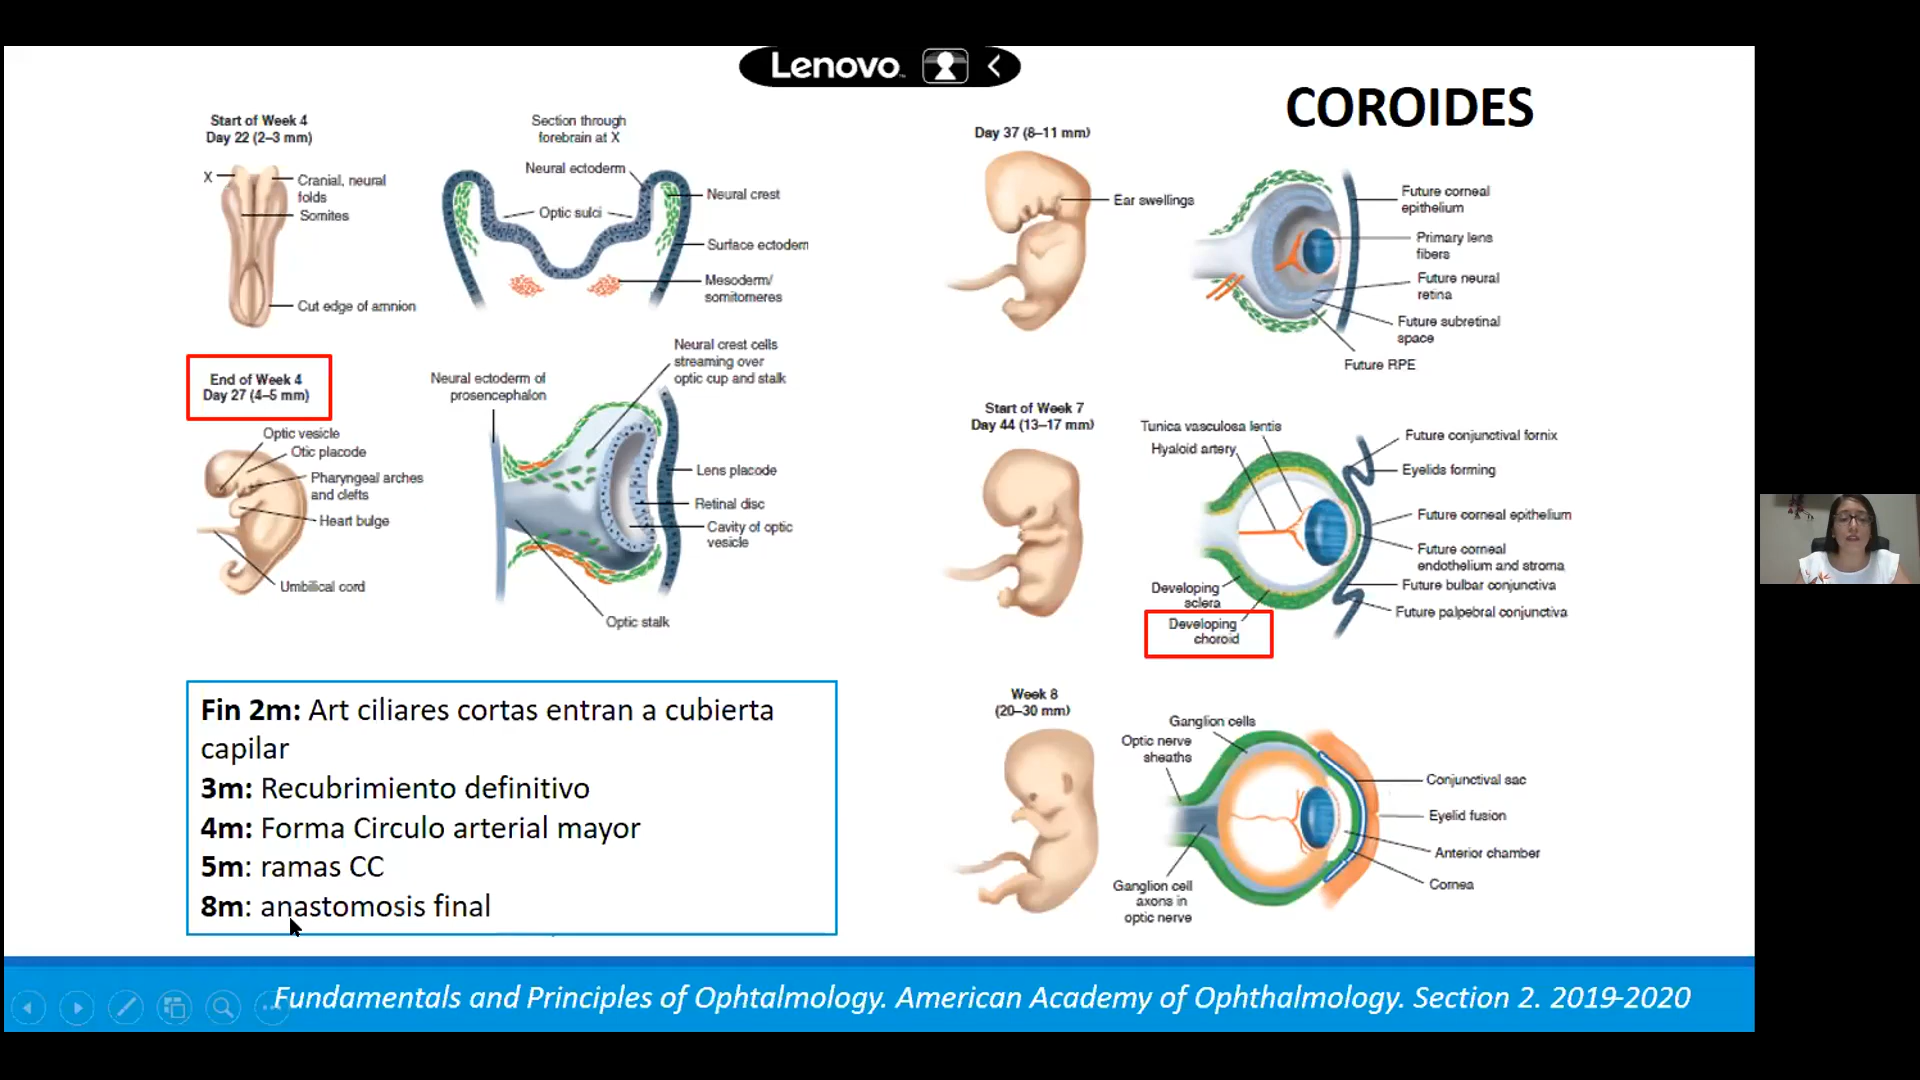 Lenovo
COROIDES
Start of Week 4
Day 22 (2–3 mm)
X
Cranial, neural
folds
Somites
Cut edge of amnion
Section through
forebrain at X
Neural ectoderm
Optic sulci
Neural crest
Surface ectoderm
Mesoderm/
somitomeres
End of Week 4
Day 27 (4–5 mm)
Optic vesicle
Otic placode
Pharyngeal arches
and clefts
Heart bulge
Umbilical cord
Neural ectoderm of
prosencephalon
Neural crest cells
streaming over
optic cup and stalk
Lens placode
Retinal disc
Cavity of optic
vesicle
Optic stalk
Day 37 (8–11 mm)
Ear swellings
Future corneal
epithelium
Primary lens
fibers
Future neural
retina
Future subretinal
space
Future RPE
Start of Week 7
Day 44 (13–17 mm)
Tunica vasculosa lentis
Hyaloid artery
Developing
sclera
Developing
choroid
Future conjunctival fornix
Eyelids forming
Future corneal epithelium
Future corneal
endothelium and stroma
Future bulbar conjunctiva
Future palpebral conjunctiva
Week 8
(20–30 mm)
Ganglion cells
Optic nerve
sheaths
Ganglion cell
axons in
optic nerve
Conjunctival sac
Eyelid fusion
Anterior chamber
Cornea
Fin 2m: Art ciliares cortas entran a cubierta
capilar
3m: Recubrimiento definitivo
4m: Forma Circulo arterial mayor
5m: ramas CC
8m: anastomosis final
Fundamentals and Principles of Ophtalmology. American Academy of Ophthalmology. Section 2. 2019-2020